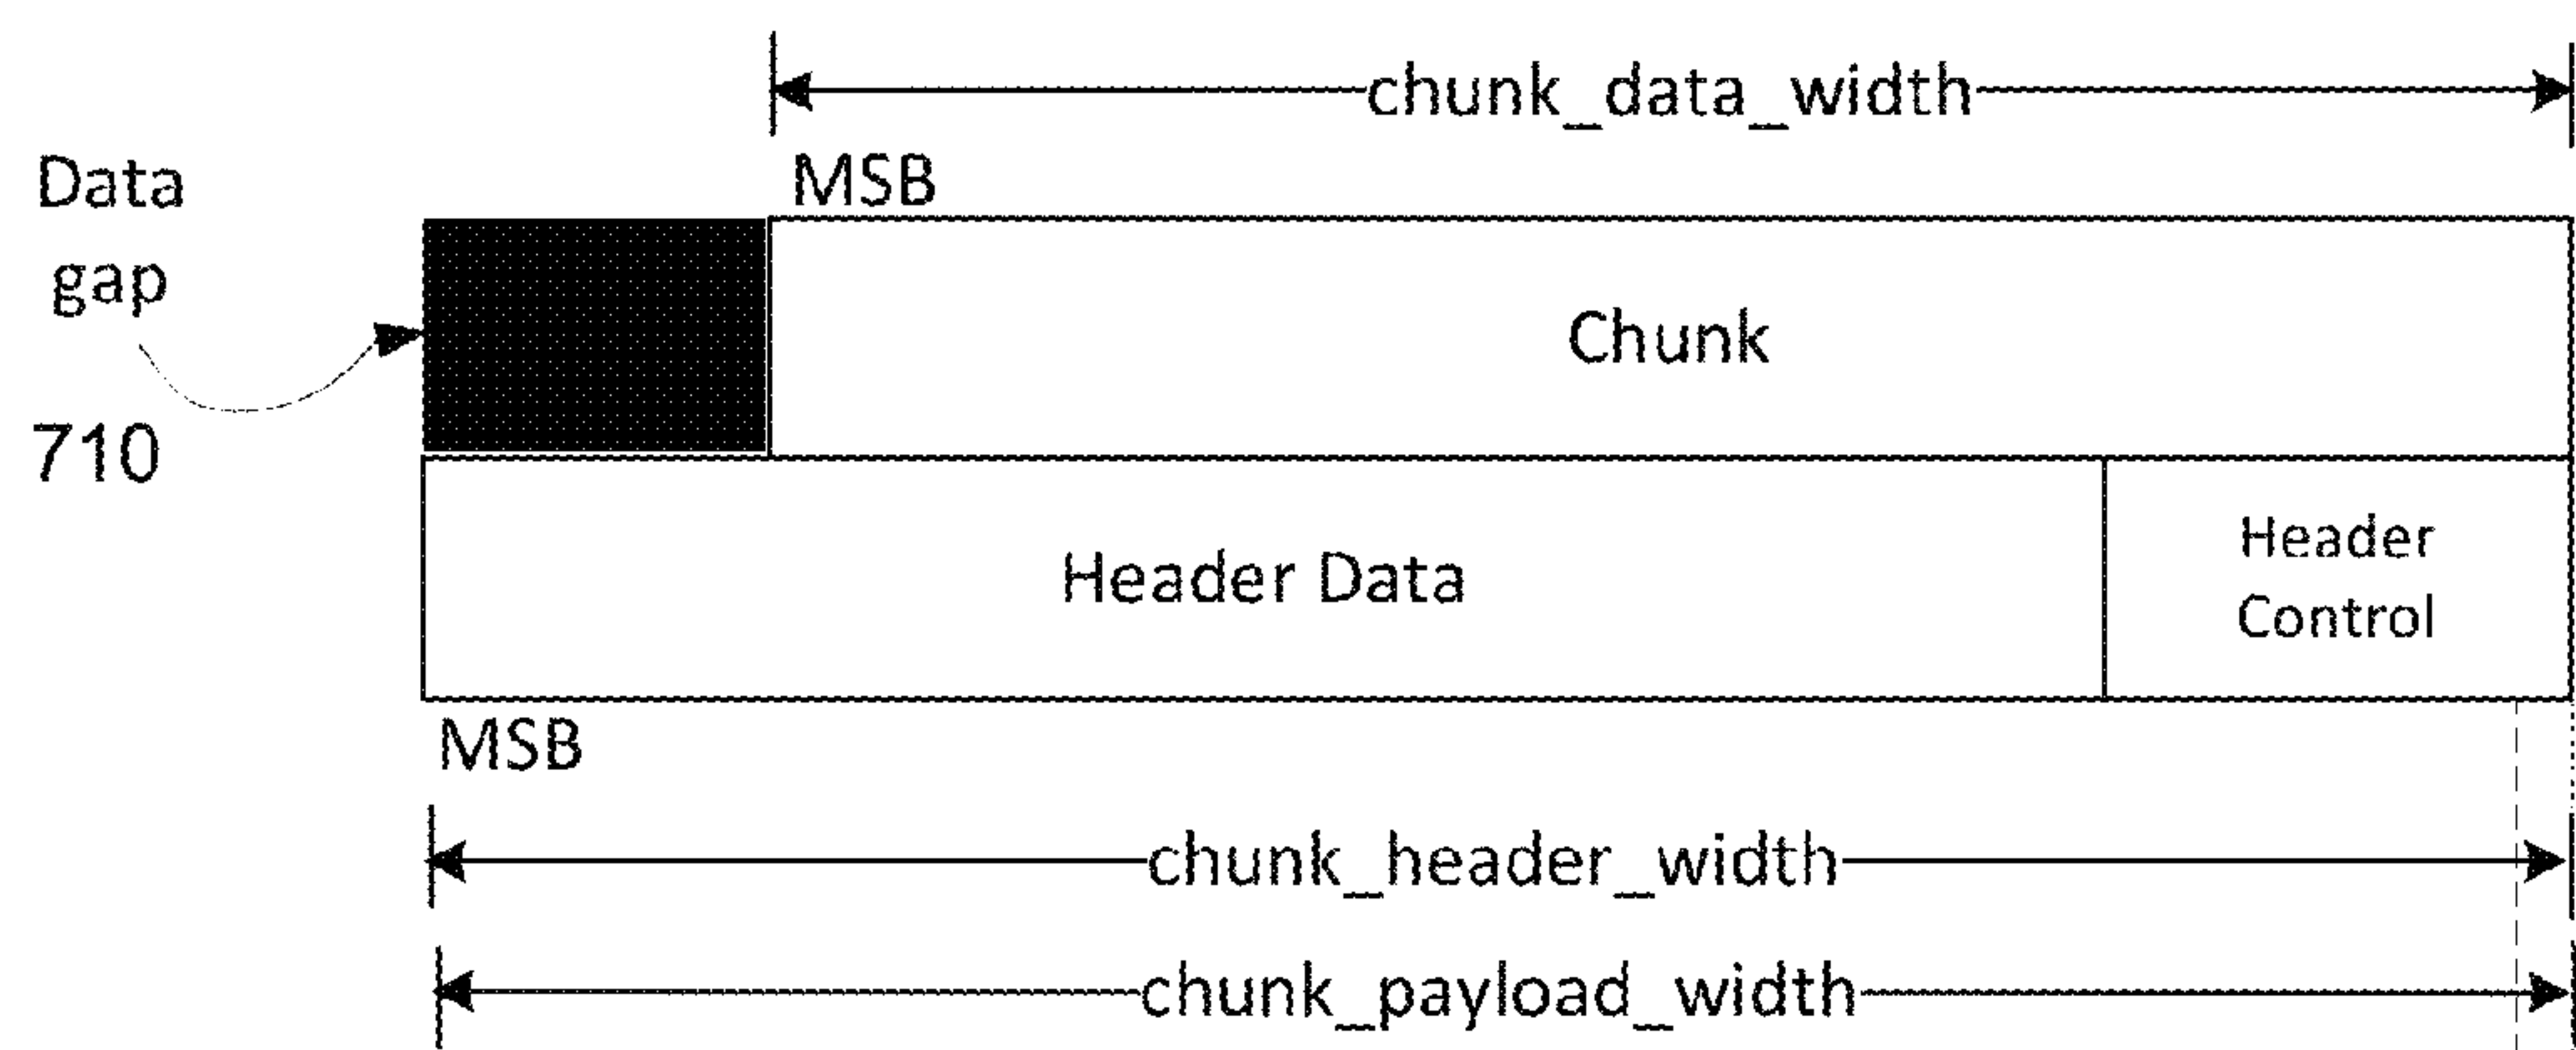 chunk_data_width
MSB
Data
gap
710
Chunk
Header Data
Header
Control
MSB
chunk_header_width
chunk_payload_width